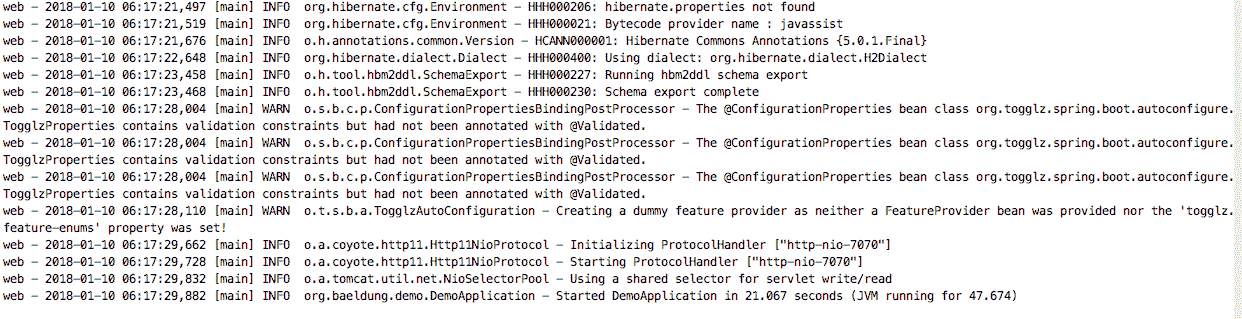 web - 2018-01-10 06:17:21,497 [main] INFO  org.hibernate.cfg.Environment - HHH000206: hibernate.properties not found
web - 2018-01-10 06:17:21,519 [main] INFO  org.hibernate.cfg.Environment - HHH000021: Bytecode provider name : javassist
web - 2018-01-10 06:17:21,676 [main] INFO  o.h.annotations.common.Version - HCANN000001: Hibernate Commons Annotations {5.0.1.Final}
web - 2018-01-10 06:17:22,648 [main] INFO  org.hibernate.dialect.Dialect - HHH000400: Using dialect: org.hibernate.dialect.H2Dialect
web - 2018-01-10 06:17:23,458 [main] INFO  o.h.tool.hbm2ddl.SchemaExport - HHH000227: Running hbm2ddl schema export
web - 2018-01-10 06:17:23,468 [main] INFO  o.h.tool.hbm2ddl.SchemaExport - HHH000230: Schema export complete
web - 2018-01-10 06:17:28,004 [main] WARN  o.s.b.c.p.ConfigurationPropertiesBindingPostProcessor - The @ConfigurationProperties bean class org.togglz.spring.boot.autoconfigure.
TogglzProperties contains validation constraints but had not been annotated with @Validated.
web - 2018-01-10 06:17:28,004 [main] WARN  o.s.b.c.p.ConfigurationPropertiesBindingPostProcessor - The @ConfigurationProperties bean class org.togglz.spring.boot.autoconfigure.
TogglzProperties contains validation constraints but had not been annotated with @Validated.
web - 2018-01-10 06:17:28,004 [main] WARN  o.s.b.c.p.ConfigurationPropertiesBindingPostProcessor - The @ConfigurationProperties bean class org.togglz.spring.boot.autoconfigure.
TogglzProperties contains validation constraints but had not been annotated with @Validated.
web - 2018-01-10 06:17:28,110 [main] WARN  o.t.s.b.a.TogglzAutoConfiguration - Creating a dummy feature provider as neither a FeatureProvider bean was provided nor the 'togglz.
feature-enums' property was set!
web - 2018-01-10 06:17:29,662 [main] INFO  o.a.coyote.http11.Http11NioProtocol - Initializing ProtocolHandler ["http-nio-7070"]
web - 2018-01-10 06:17:29,728 [main] INFO  o.a.coyote.http11.Http11NioProtocol - Starting ProtocolHandler ["http-nio-7070"]
web - 2018-01-10 06:17:29,832 [main] INFO  o.a.tomcat.util.net.NioSelectorPool - Using a shared selector for servlet write/read
web - 2018-01-10 06:17:29,882 [main] INFO  org.baeldung.demo.DemoApplication - Started DemoApplication in 21.067 seconds (JVM running for 47.674)